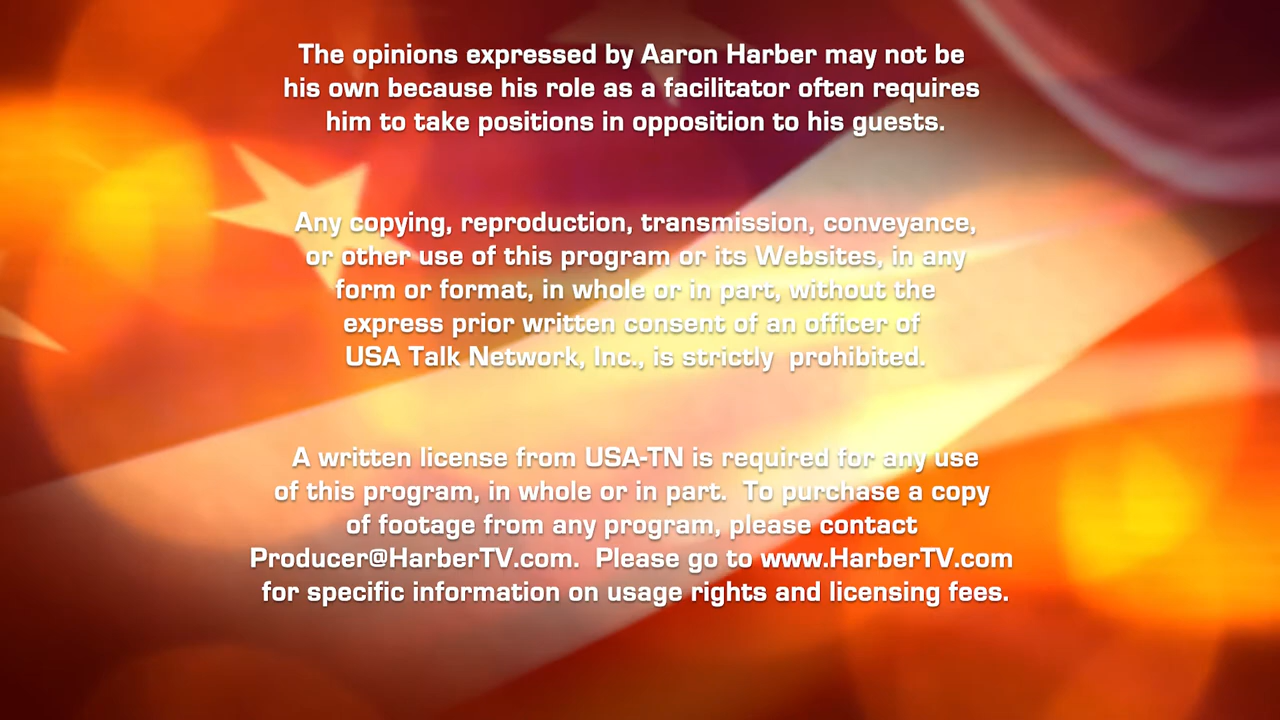 The opinions expressed by Aaron Harber may not be
his own because his role as a facilitator often requires
him to take positions in opposition to his guests.
Any copying, reproduction, transmission, conveyance,
or other use of this program or its Websites, in any
form or format, in whole or in part, without the
express prior written consent of an officer of
USA Talk Network, Inc., is strictly  prohibited.
A written license from USA-TN is required for any use
of this program, in whole or in part.  To purchase a copy
of footage from any program, please contact
Producer@HarberTV.com.  Please go to www.HarberTV.com
for specific information on usage rights and licensing fees.